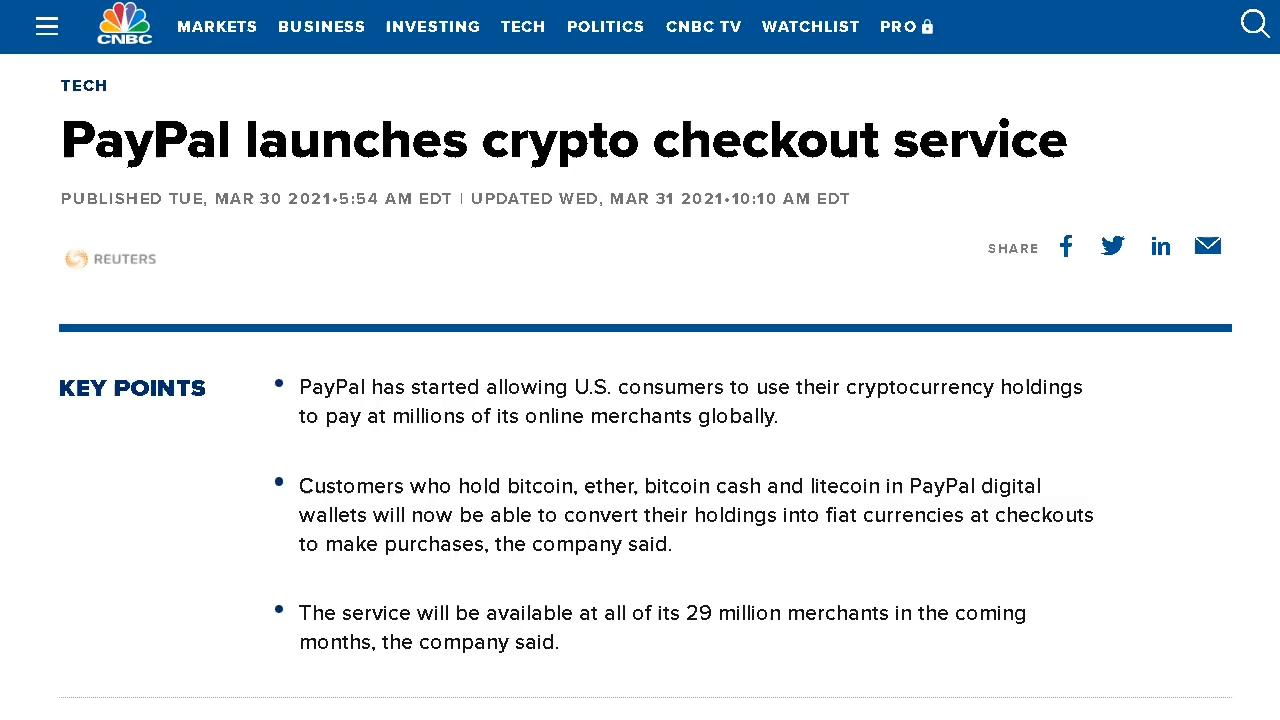 CNBC MARKETS BUSINESS INVESTING TECH POLITICS CNBC TV WATCHLIST PRO
TECH
PayPal launches crypto checkout service
PUBLISHED TUE, MAR 30 2021•5:54 AM EDT | UPDATED WED, MAR 31 2021•10:10 AM EDT
REUTERS
SHARE f in
KEY POINTS
• PayPal has started allowing U.S. consumers to use their cryptocurrency holdings
to pay at millions of its online merchants globally.
• Customers who hold bitcoin, ether, bitcoin cash and litecoin in PayPal digital
wallets will now be able to convert their holdings into fiat currencies at checkouts
to make purchases, the company said.
• The service will be available at all of its 29 million merchants in the coming
months, the company said.